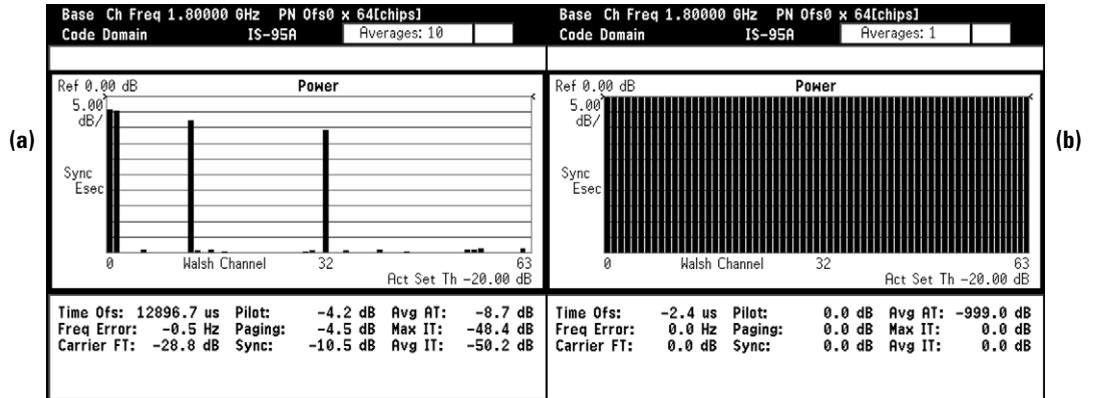 (a)
Base Ch Freq 1.80000 GHz PN Ofs0 x 64[chips]
Code Domain IS-95A Averages: 10
Ref 0.00 dB Power
5.00
dB/
Sync
Esec
0 Walsh Channel 32 63
Act Set Th -20.00 dB
Time Ofs: 12896.7 us Pilot: -4.2 dB Avg AT: -8.7 dB
Freq Error: -0.5 Hz Paging: -4.5 dB Max IT: -48.4 dB
Carrier FT: -28.8 dB Sync: -10.5 dB Avg IT: -50.2 dB
Base Ch Freq 1.80000 GHz PN Ofs0 x 64[chips]
Code Domain IS-95A Averages: 1
Ref 0.00 dB Power
5.00
dB/
Sync
Esec
0 Walsh Channel 32 63
Act Set Th -20.00 dB
Time Ofs: -2.4 us Pilot: 0.0 dB Avg AT: -999.0 dB
Freq Error: 0.0 Hz Paging: 0.0 dB Max IT: 0.0 dB
Carrier FT: 0.0 dB Sync: 0.0 dB Avg IT: 0.0 dB
(b)